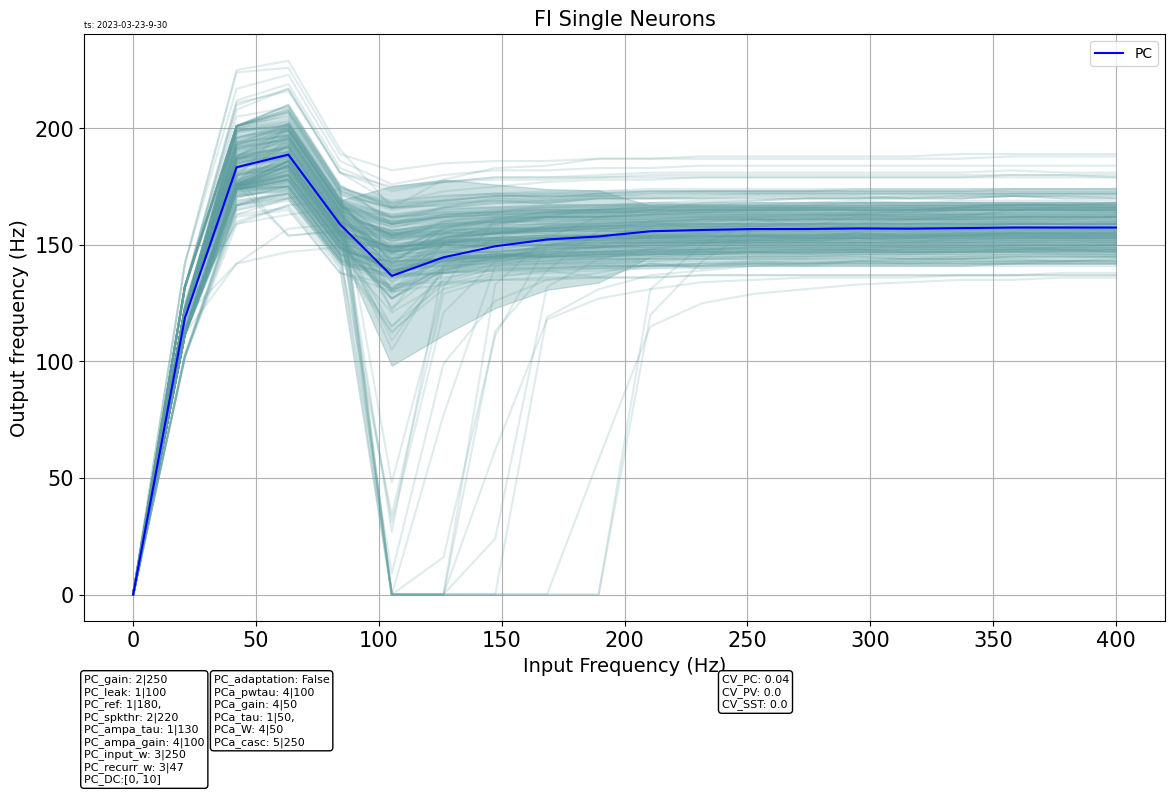 FI Single Neurons
ts: 2023-03-23-9-30
PC
Output frequency (Hz)
200
150
100
50
0
0 50 100 150 200 250 300 350 400
Input Frequency (Hz)
PC_gain: 2|250
PC_leak: 1|100
PC_ref: 1|180,
PC_spkthr: 2|220
PC_ampa_tau: 1|130
PC_ampa_gain: 4|100
PC_input_w: 3|250
PC_recurr_w: 3|47
PC_DC:[0, 10]
PC_adaptation: False
PCa_pwtau: 4|100
PCa_gain: 4|50
PCa_tau: 1|50,
PCa_W: 4|50
PCa_casc: 5|250
CV_PC: 0.04
CV_PV: 0.0
CV_SST: 0.0